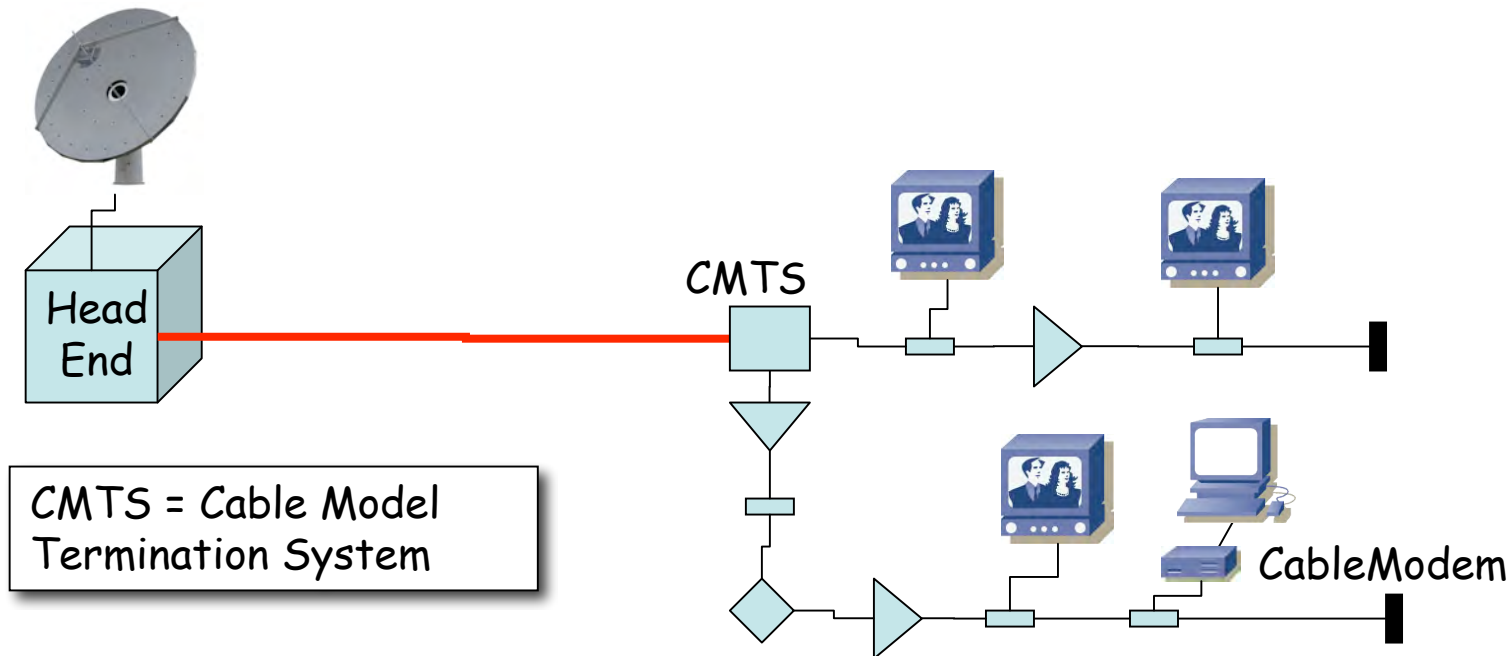 CMTS
Head
End
CMTS = Cable Model
Termination System
CableModem